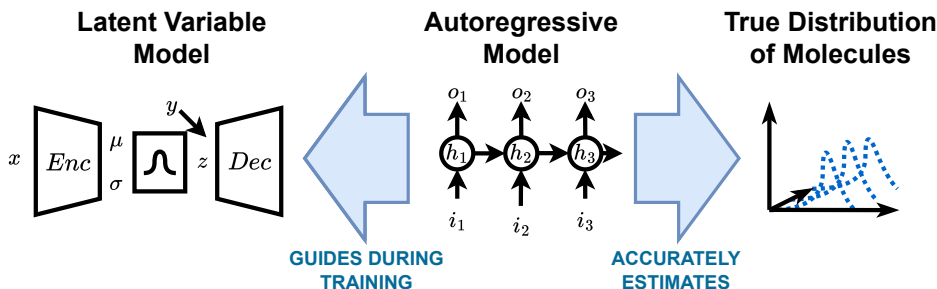 Latent Variable
Model
Autoregressive
Model
True Distribution
of Molecules
x
Enc
μ
σ
y
z
Dec
o₁ o₂ o₃
h₁ h₂ h₃
i₁ i₂ i₃
GUIDES DURING
TRAINING
ACCURATELY
ESTIMATES